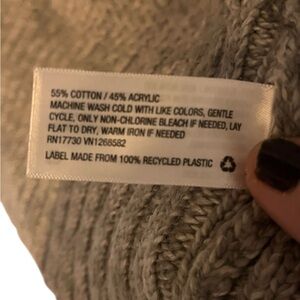 55% COTTON / 45% ACRYLIC
MACHINE WASH COLD WITH LIKE COLORS, GENTLE
CYCLE, ONLY NON-CHLORINE BLEACH IF NEEDED, LAY
FLAT TO DRY, WARM IRON IF NEEDED
RN17730 VN1268582
LABEL MADE FROM 100% RECYCLED PLASTIC